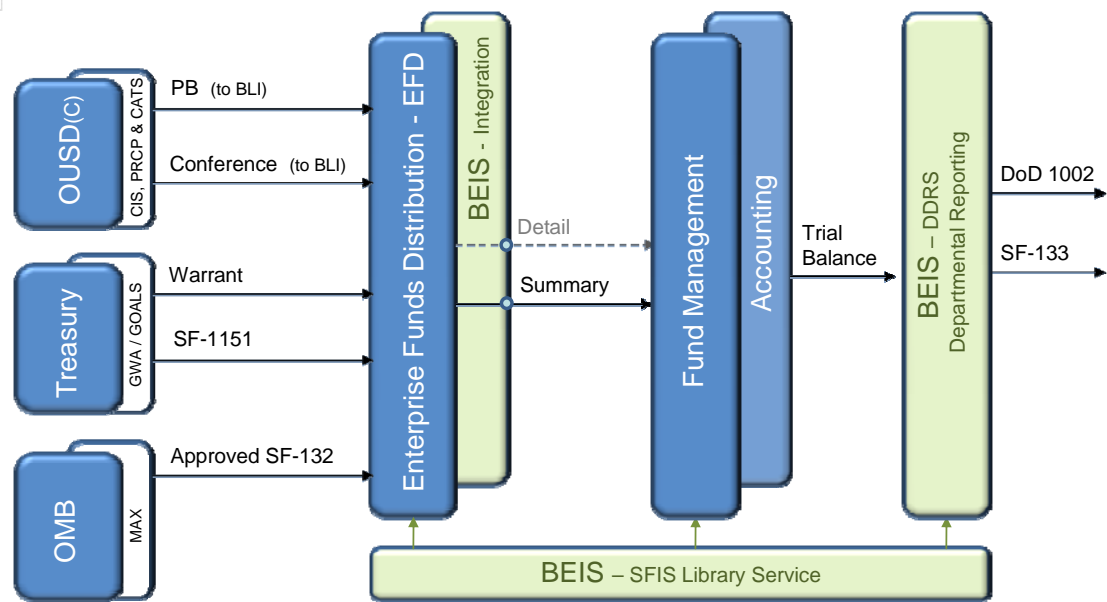 OUSD(C)
CIS, PRCP & CATS
PB (to BLI)
Conference (to BLI)
Treasury
GWA / GOALS
Warrant
SF-1151
OMB
MAX
Approved SF-132
Enterprise Funds Distribution - EFD
BEIS - Integration
Detail
Summary
Fund Management
Accounting
Trial
Balance
BEIS – DDRS
Departmental Reporting
DoD 1002
SF-133
BEIS – SFIS Library Service